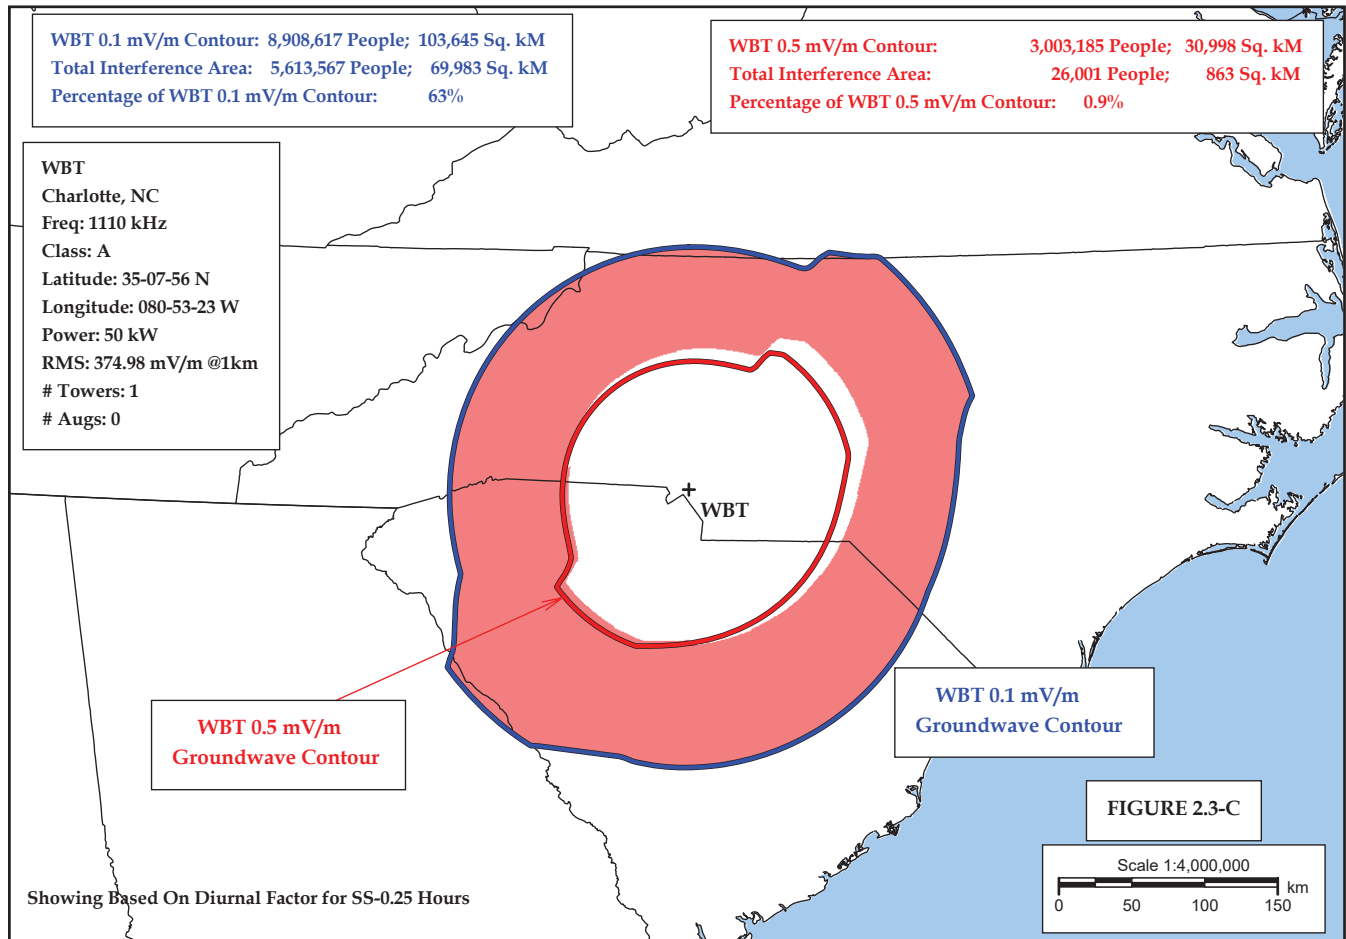 WBT 0.1 mV/m Contour: 8,908,617 People; 103,645 Sq. kM
Total Interference Area: 5,613,567 People; 69,983 Sq. kM
Percentage of WBT 0.1 mV/m Contour: 63%
WBT 0.5 mV/m Contour: 3,003,185 People; 30,998 Sq. kM
Total Interference Area: 26,001 People; 863 Sq. kM
Percentage of WBT 0.5 mV/m Contour: 0.9%
WBT
Charlotte, NC
Freq: 1110 kHz
Class: A
Latitude: 35-07-56 N
Longitude: 080-53-23 W
Power: 50 kW
RMS: 374.98 mV/m @1km
# Towers: 1
# Augs: 0
WBT
WBT 0.5 mV/m
Groundwave Contour
WBT 0.1 mV/m
Groundwave Contour
FIGURE 2.3-C
Scale 1:4,000,000
km
0 50 100 150
Showing Based On Diurnal Factor for SS-0.25 Hours